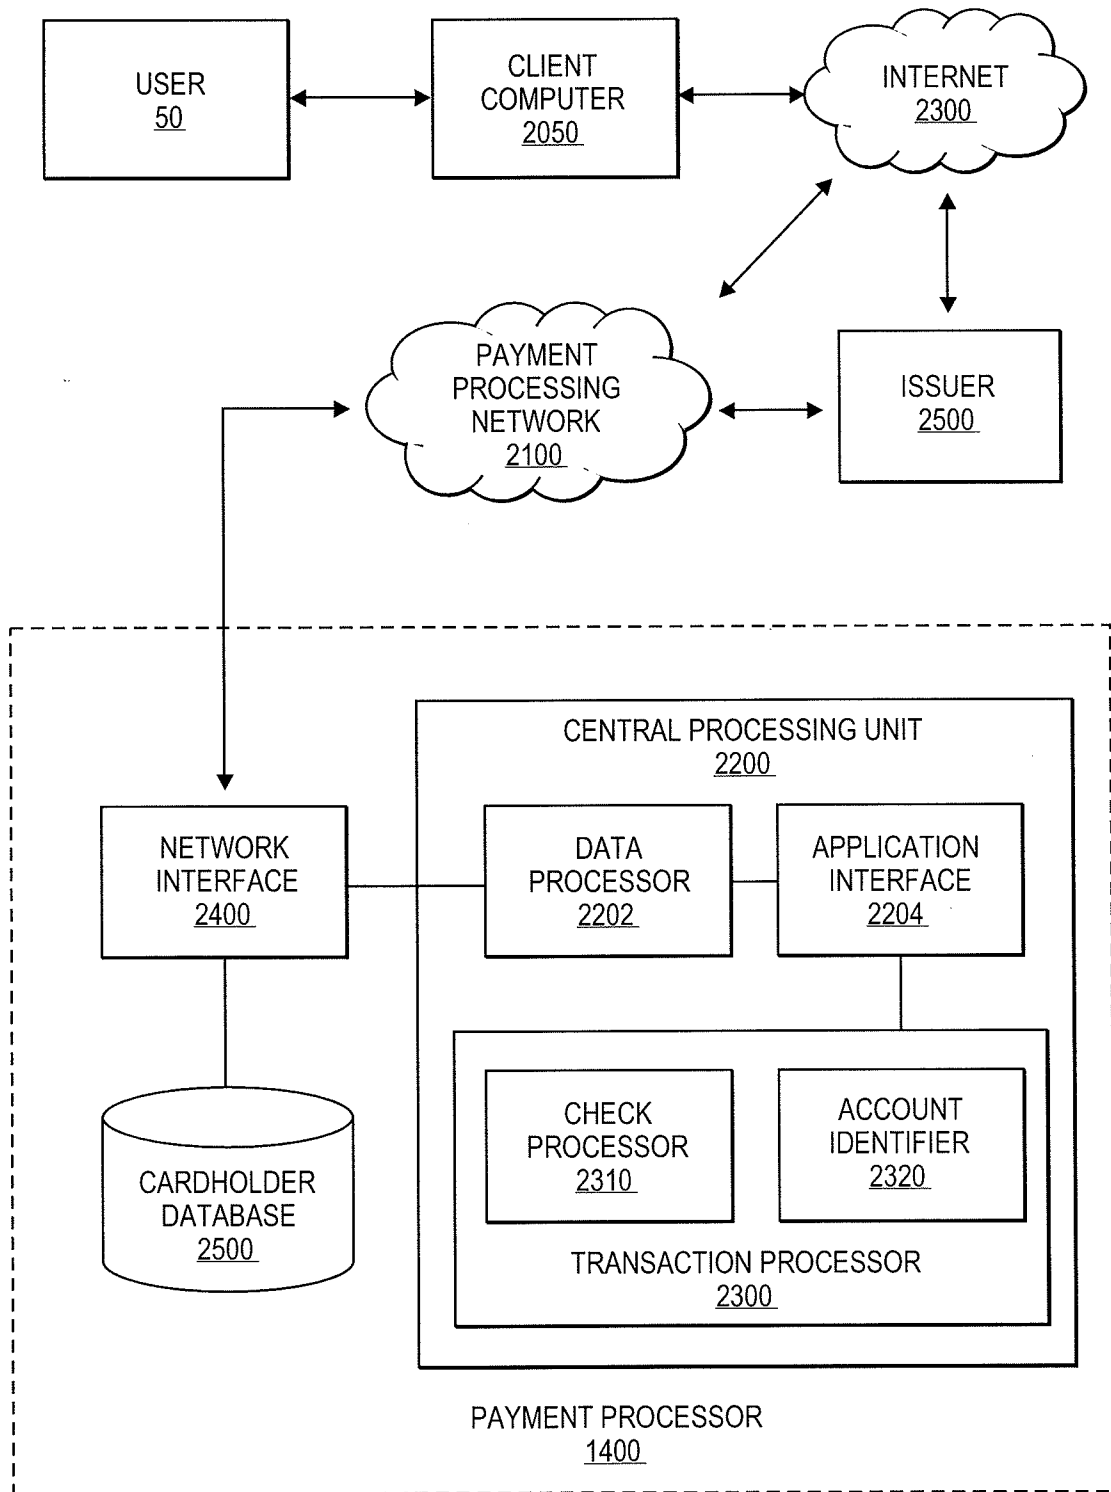 USER
50
CLIENT
COMPUTER
2050
INTERNET
2300
PAYMENT
PROCESSING
NETWORK
2100
ISSUER
2500
CENTRAL PROCESSING UNIT
2200
NETWORK
INTERFACE
2400
DATA
PROCESSOR
2202
APPLICATION
INTERFACE
2204
CARDHOLDER
DATABASE
2500
CHECK
PROCESSOR
2310
ACCOUNT
IDENTIFIER
2320
TRANSACTION PROCESSOR
2300
PAYMENT PROCESSOR
1400